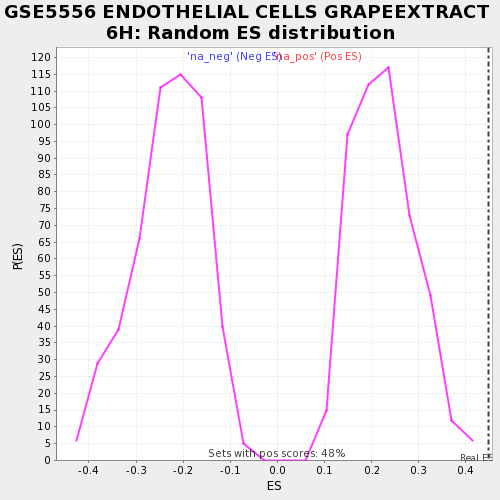 GSE5556 ENDOTHELIAL CELLS GRAPEEXTRACT
6H: Random ES distribution
'na_neg' (Neg ES)
'na_pos' (Pos ES)
120
115
110
105
100
95
90
85
80
75
70
65
60
55
50
45
40
35
30
25
20
15
10
5
0
P(ES)
Sets with pos scores: 48%
Real ES
-0.4 -0.3 -0.2 -0.1 0.0 0.1 0.2 0.3 0.4
ES